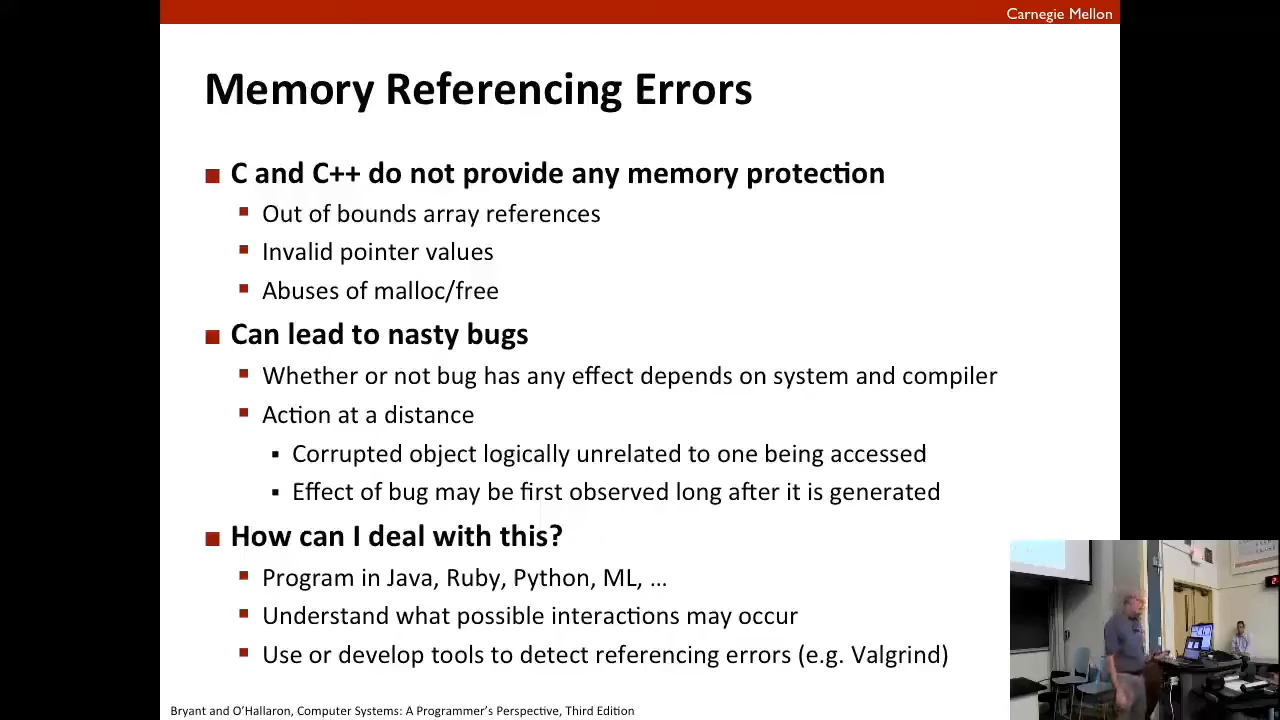 Carnegie Mellon
Memory Referencing Errors
C and C++ do not provide any memory protection
Out of bounds array references
Invalid pointer values
Abuses of malloc/free
Can lead to nasty bugs
Whether or not bug has any effect depends on system and compiler
Action at a distance
Corrupted object logically unrelated to one being accessed
Effect of bug may be first observed long after it is generated
How can I deal with this?
Program in Java, Ruby, Python, ML, …
Understand what possible interactions may occur
Use or develop tools to detect referencing errors (e.g. Valgrind)
Bryant and O'Hallaron, Computer Systems: A Programmer's Perspective, Third Edition